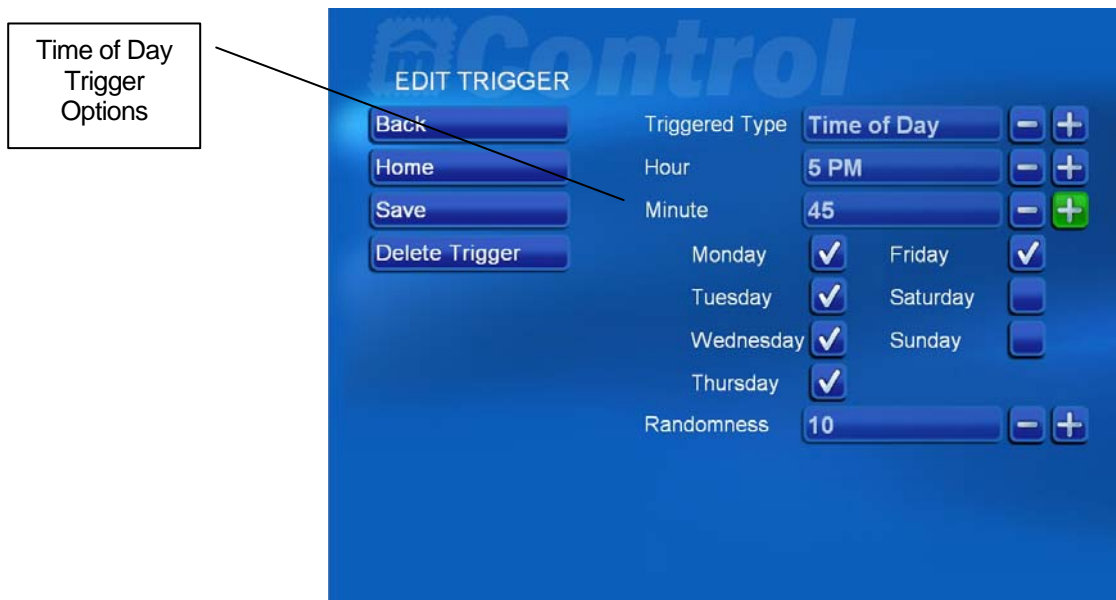 Time of Day
Trigger
Options
mControl
EDIT TRIGGER
Back
Home
Save
Delete Trigger
Triggered Type Time of Day
Hour 5 PM
Minute 45
Monday Friday
Tuesday Saturday
Wednesday Sunday
Thursday
Randomness 10